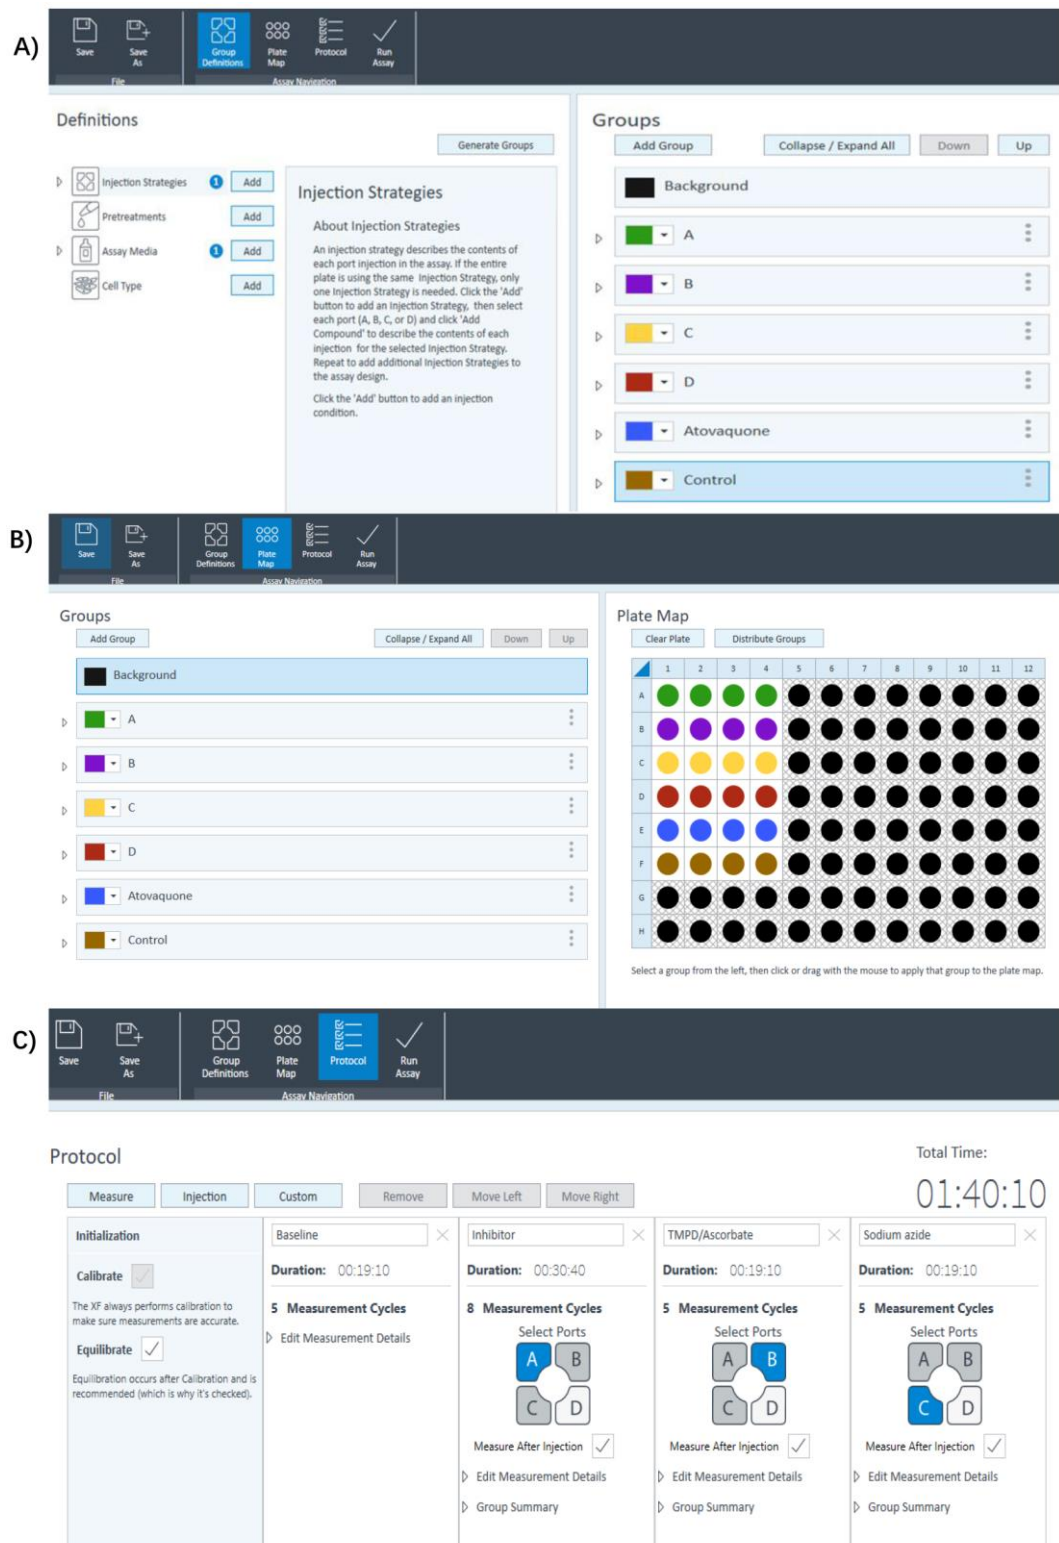 A)
Save
Save As
Group Definitions
Plate Map
Protocol
Run Assay
File
Assay Navigation
Definitions
Generate Groups
Injection Strategies 1 Add
Pretreatments Add
Assay Media 1 Add
Cell Type Add
Injection Strategies
About Injection Strategies
An injection strategy describes the contents of
each port injection in the assay. If the entire
plate is using the same Injection Strategy, only
one Injection Strategy is needed. Click the 'Add'
button to add an Injection Strategy, then select
each port (A, B, C, or D) and click 'Add
Compound' to describe the contents of each
injection for the selected Injection Strategy.
Repeat to add additional Injection Strategies to
the assay design.
Click the 'Add' button to add an injection
condition.
Groups
Add Group Collapse / Expand All Down Up
Background
A
B
C
D
Atovaquone
Control
B)
Save
Save As
Group Definitions
Plate Map
Protocol
Run Assay
File
Assay Navigation
Groups
Add Group Collapse / Expand All Down Up
Background
A
B
C
D
Atovaquone
Control
Plate Map
Clear Plate Distribute Groups
1 2 3 4 5 6 7 8 9 10 11 12
A
B
C
D
E
F
G
H
Select a group from the left, then click or drag with the mouse to apply that group to the plate map.
C)
Save
Save As
Group Definitions
Plate Map
Protocol
Run Assay
File
Assay Navigation
Protocol
Total Time:
01:40:10
Measure Injection Custom Remove Move Left Move Right
Initialization
Calibrate
The XF always performs calibration to
make sure measurements are accurate.
Equilibrate
Equilibration occurs after Calibration and is
recommended (which is why it's checked).
Baseline
Duration: 00:19:10
5 Measurement Cycles
Edit Measurement Details
Inhibitor
Duration: 00:30:40
8 Measurement Cycles
Select Ports
A B
C D
Measure After Injection
Edit Measurement Details
Group Summary
TMPD/Ascorbate
Duration: 00:19:10
5 Measurement Cycles
Select Ports
A B
C D
Measure After Injection
Edit Measurement Details
Group Summary
Sodium azide
Duration: 00:19:10
5 Measurement Cycles
Select Ports
A B
C D
Measure After Injection
Edit Measurement Details
Group Summary